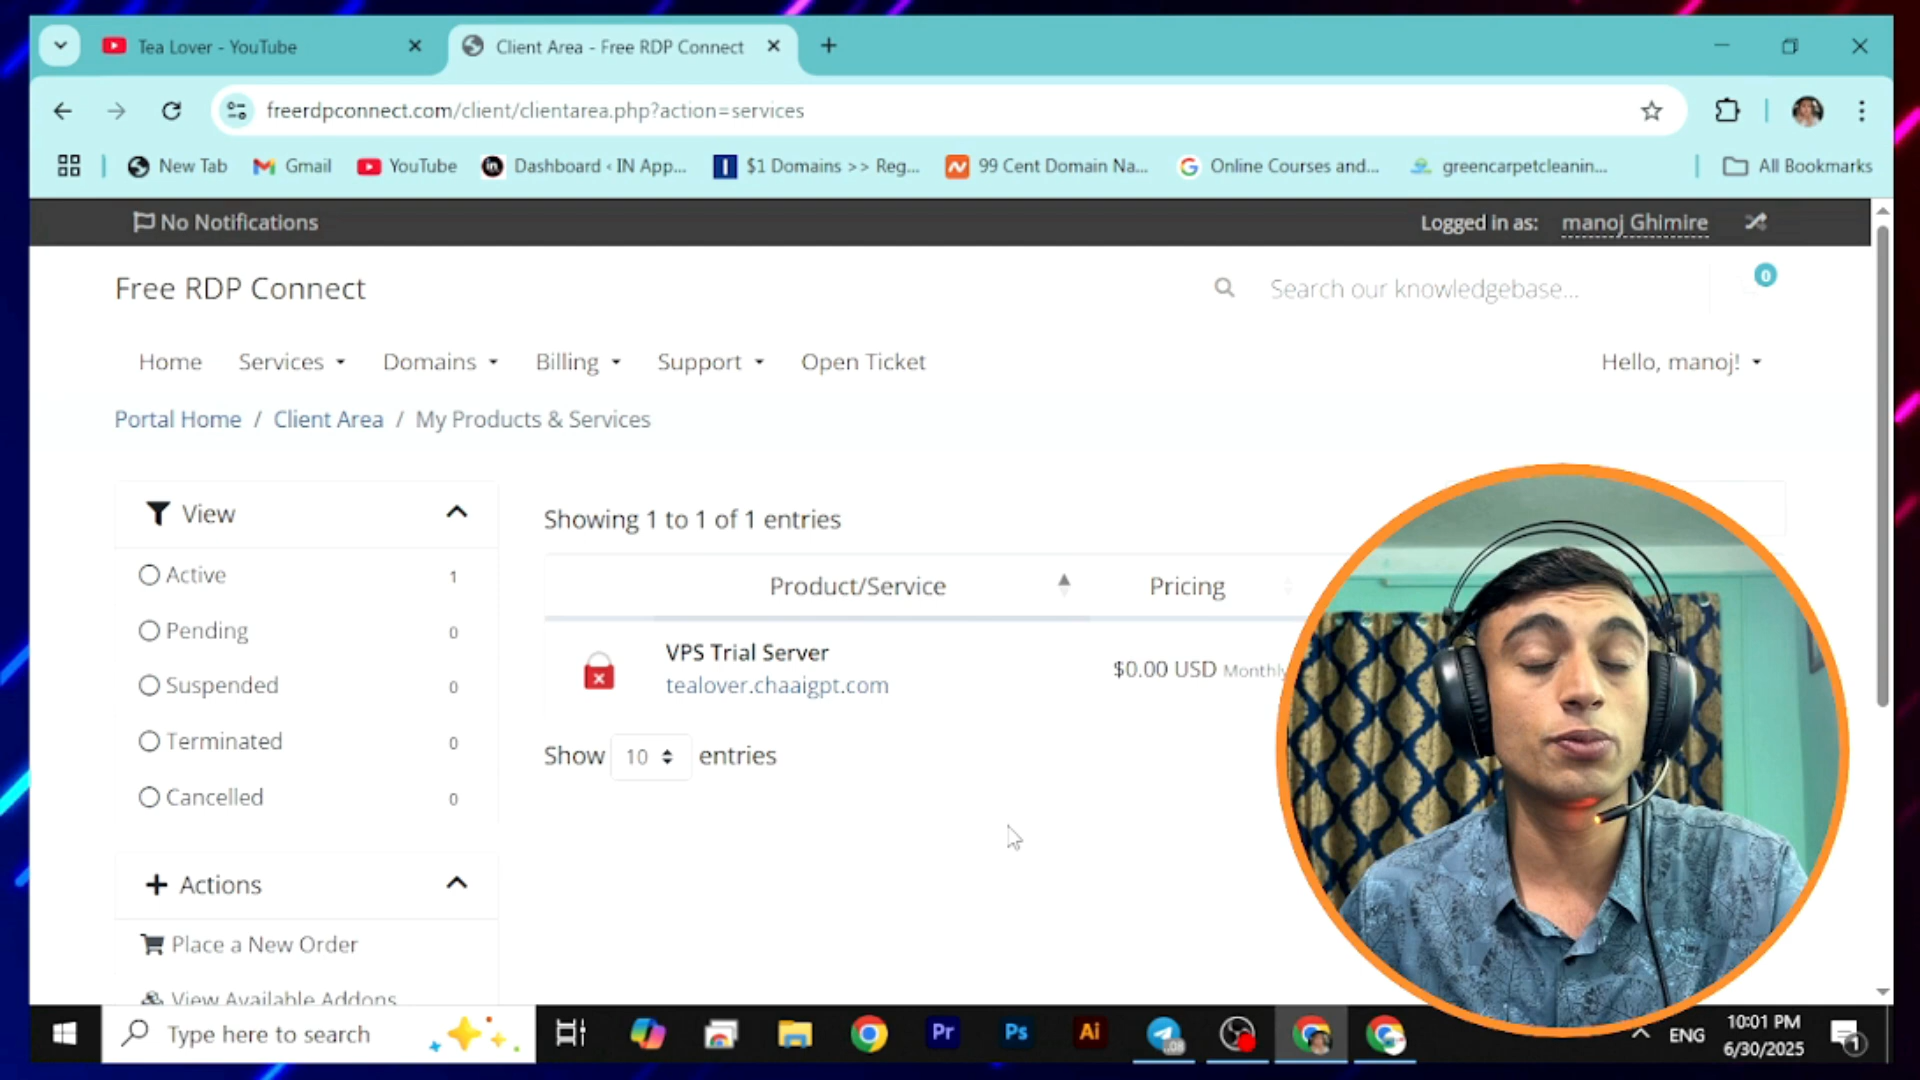 Tea Lover - YouTube
Client Area - Free RDP Connect
freerdpconnect.com/client/clientarea.php?action=services
New Tab
Gmail
YouTube
in
Dashboard ‹ IN App...
$1 Domains >> Reg...
99 Cent Domain Na...
Online Courses and...
greencarpetcleanin...
All Bookmarks
No Notifications
Logged in as: manoj Ghimire
Free RDP Connect
Search our knowledgebase...
0
Home
Services
Domains
Billing
Support
Open Ticket
Hello, manoj!
Portal Home / Client Area / My Products & Services
View
Active 1
Pending 0
Suspended 0
Terminated 0
Cancelled 0
Actions
Place a New Order
View Available Addons
Showing 1 to 1 of 1 entries
Product/Service
Pricing
VPS Trial Server
tealover.chaaigpt.com
$0.00 USD Monthly
Show 10 entries
Type here to search
Pr
Ps
Ai
ENG
10:01 PM
6/30/2025
1